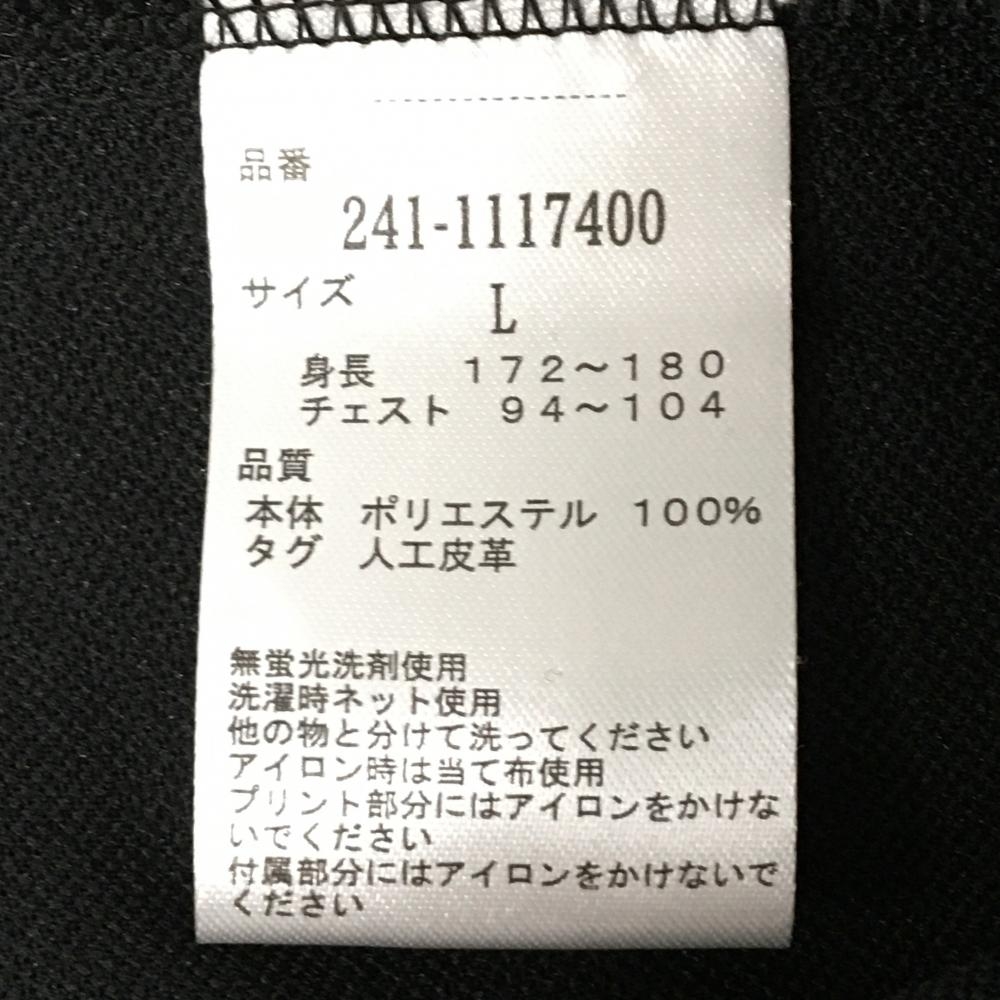 品番
241-1117400
サイズ
L
身長 172～180
チェスト 94～104
品質
本体 ポリエステル 100%
タグ 人工皮革
無蛍光洗剤使用
洗濯時ネット使用
他の物と分けて洗ってください
アイロン時は当て布使用
プリント部分にはアイロンをかけな
いでください
付属部分にはアイロンをかけないで
ください